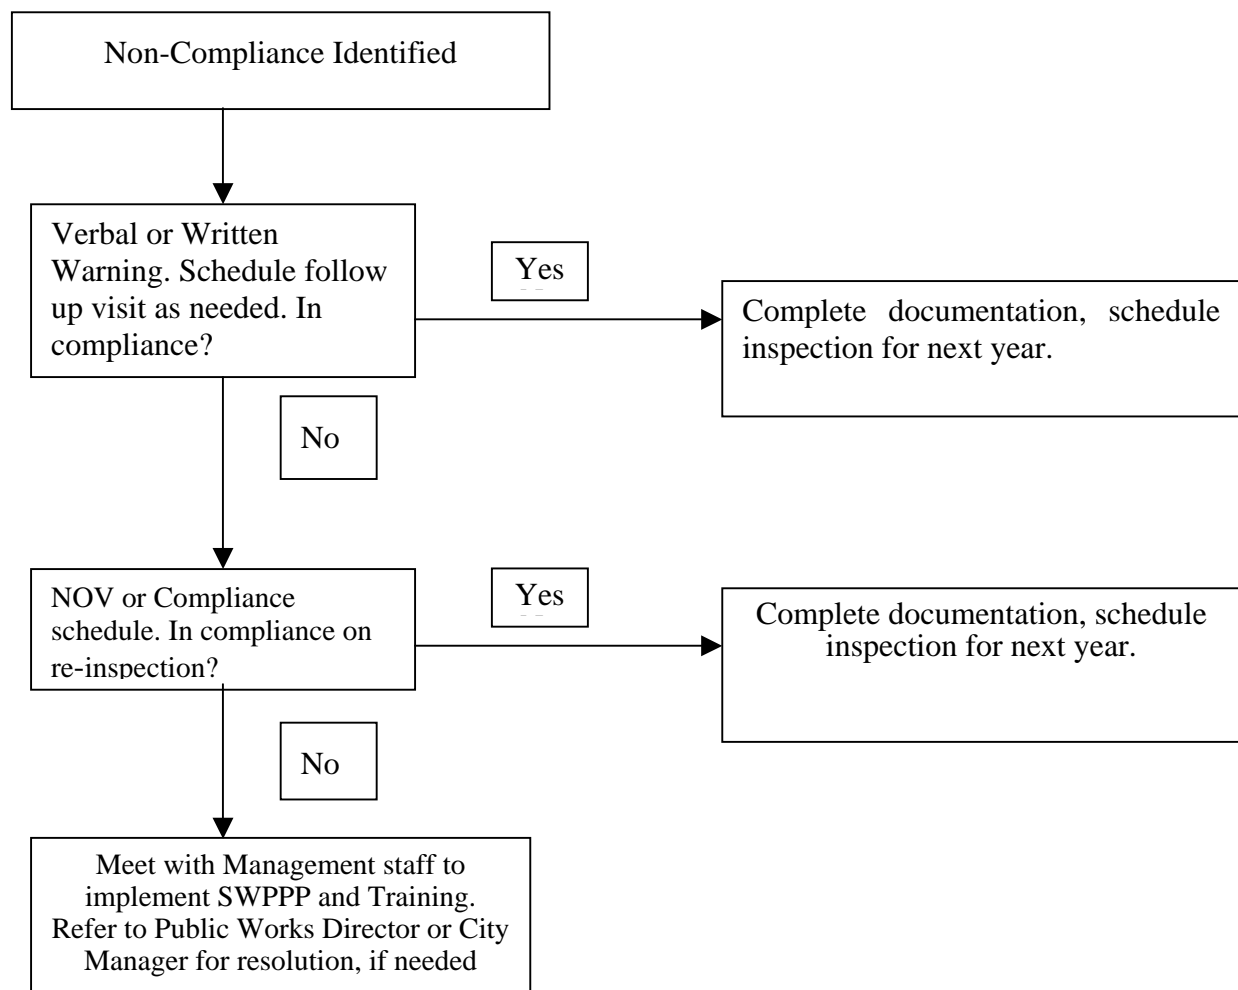 Non-Compliance Identified
Verbal or Written
Warning. Schedule follow
up visit as needed. In
compliance?
Yes
Complete documentation, schedule
inspection for next year.
No
NOV or Compliance
schedule. In compliance on
re-inspection?
Yes
Complete documentation, schedule
inspection for next year.
No
Meet with Management staff to
implement SWPPP and Training.
Refer to Public Works Director or City
Manager for resolution, if needed